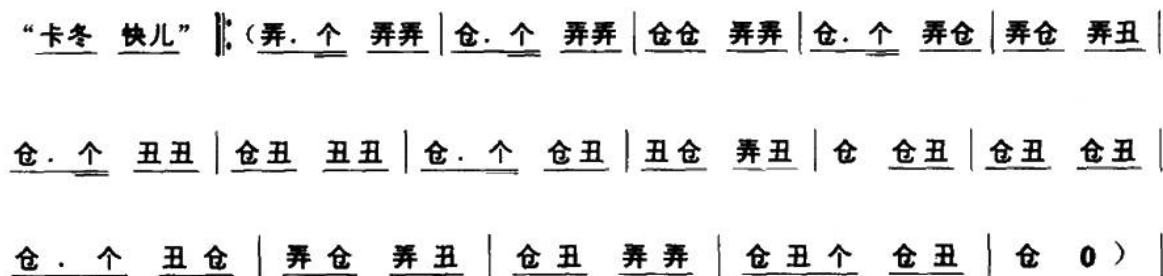 “卡冬 快儿” ‖:（弄. 个 弄弄 | 仓. 个 弄弄 | 仓仓 弄弄 | 仓. 个 弄仓 | 弄仓 弄丑 |
仓. 个 丑丑 | 仓丑 丑丑 | 仓. 个 仓丑 | 丑仓 弄丑 | 仓 仓丑 | 仓丑 仓丑 |
仓. 个 丑仓 | 弄仓 弄丑 | 仓丑 弄弄 | 仓丑个 仓丑 | 仓 0 ）|